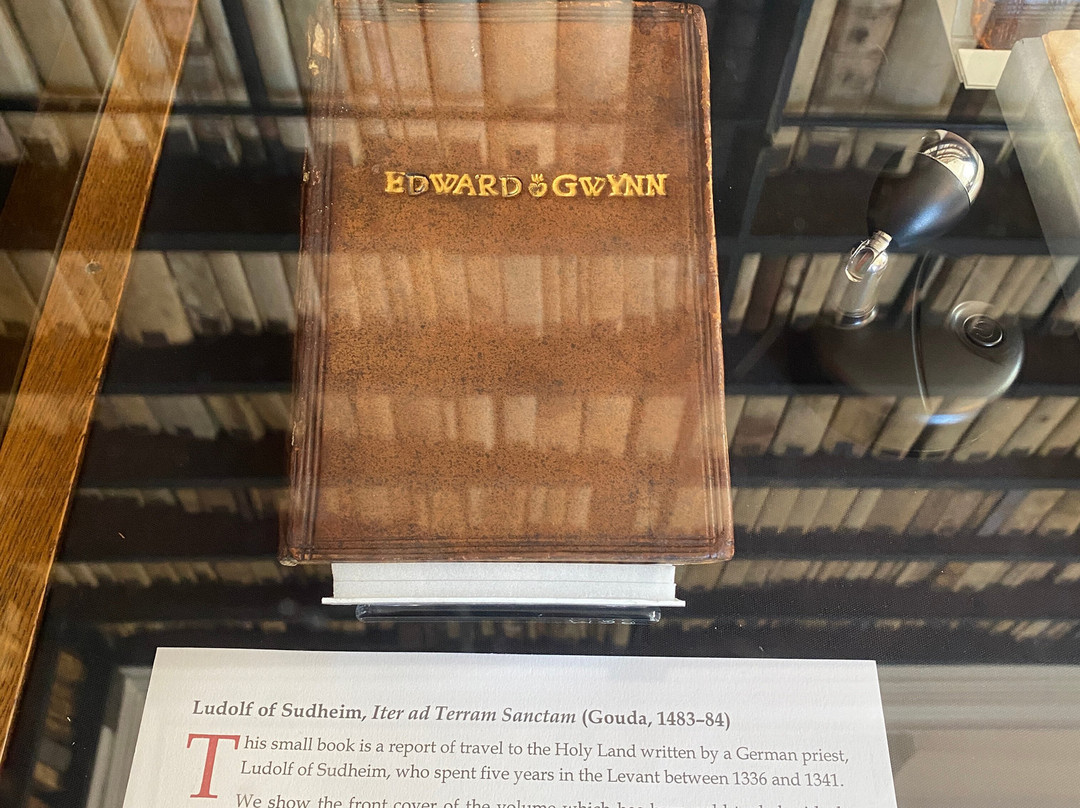 EDWARD GWYNN
Ludolf of Sudheim, Iter ad Terram Sanctam (Gouda, 1483–84)
This small book is a report of travel to the Holy Land written by a German priest,
Ludolf of Sudheim, who spent five years in the Levant between 1336 and 1341.
We show the front cover of the volume which has